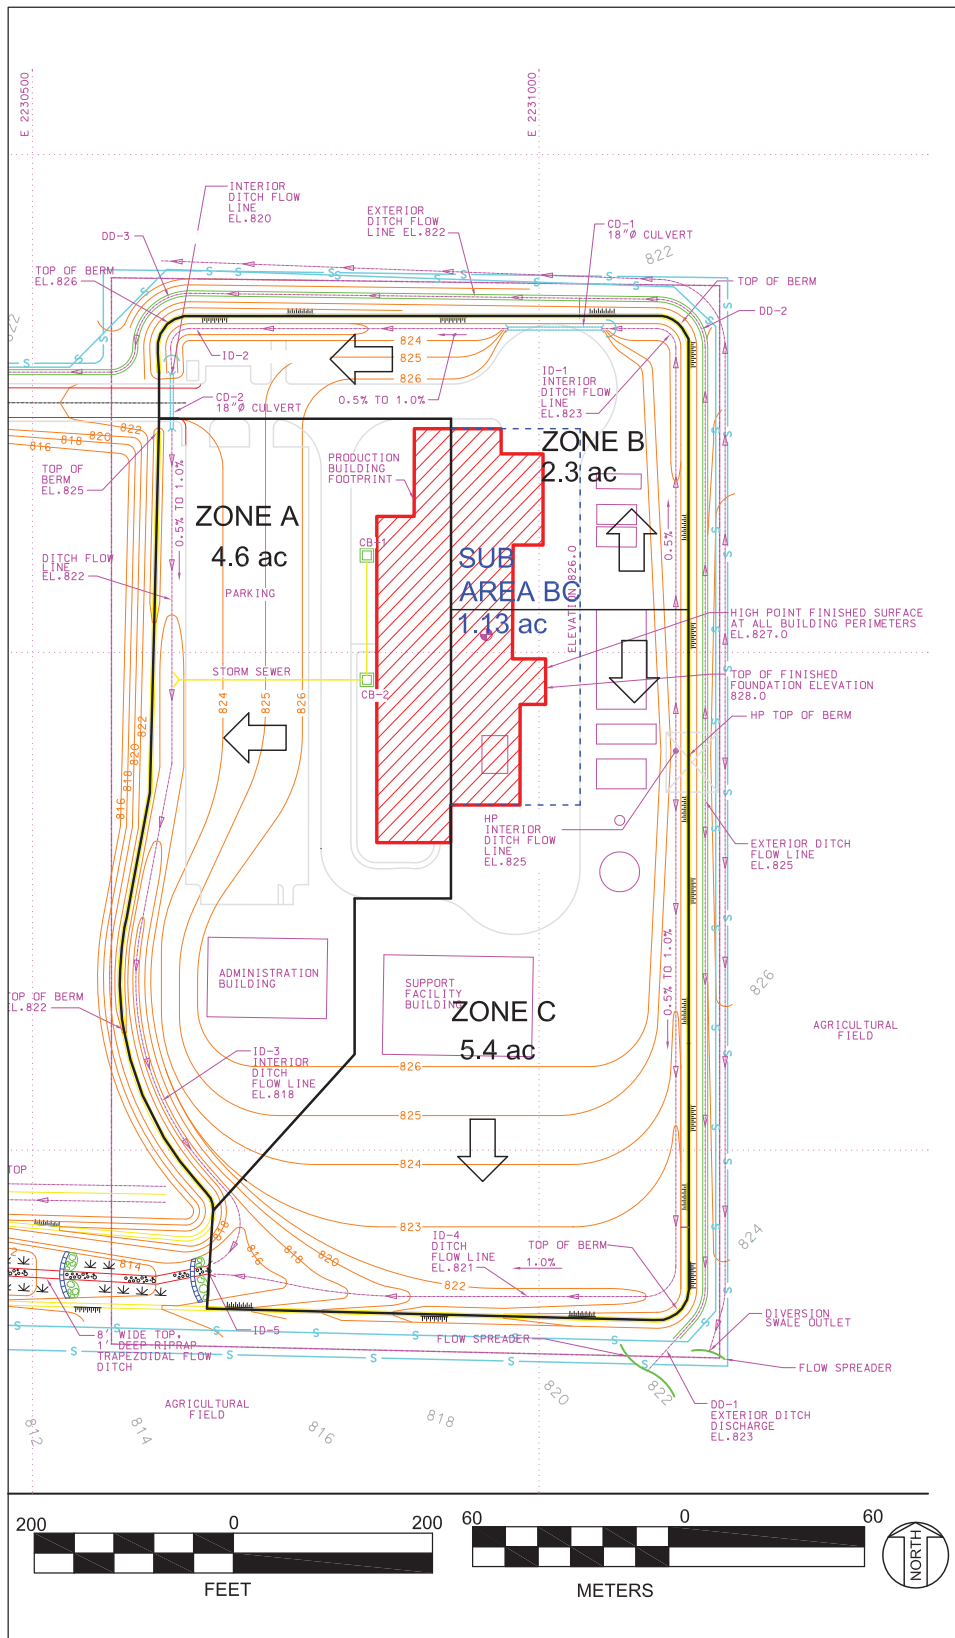 E 2230500
E 2231000
INTERIOR
DITCH FLOW
LINE
EL.820
EXTERIOR
DITCH FLOW
LINE EL.822
CD-1
18"Ø CULVERT
822
DD-3
TOP OF BERM
EL.826
TOP OF BERM
DD-2
822
S S S S S S
ID-2
824
825
826
0.5% TO 1.0%
ID-1
INTERIOR
DITCH FLOW
LINE
EL.823
CD-2
18"Ø CULVERT
816
818
820
822
TOP OF
BERM
EL.825
0.5% TO 1.0%
PRODUCTION
BUILDING
FOOTPRINT
ZONE B
2.3 ac
ZONE A
4.6 ac
CB-1
DITCH FLOW
LINE
EL.822
PARKING
SUB
AREA BC
1.13 ac
ELEVATION 826.0
0.5%
HIGH POINT FINISHED SURFACE
AT ALL BUILDING PERIMETERS
EL.827.0
STORM SEWER
CB-2
TOP OF FINISHED
FOUNDATION ELEVATION
828.0
HP TOP OF BERM
816
818
820
822
824
825
826
HP
INTERIOR
DITCH FLOW
LINE
EL.825
EXTERIOR DITCH
FLOW LINE
EL.825
ADMINISTRATION
BUILDING
SUPPORT
FACILITY
BUILDING
0.5% TO 1.0%
826
TOP OF BERM
EL.822
ZONE C
5.4 ac
AGRICULTURAL
FIELD
ID-3
INTERIOR
DITCH
FLOW LINE
EL.818
826
825
824
823
TOP
818
816
818
820
822
ID-4
DITCH
FLOW LINE
EL.821
TOP OF BERM
1.0%
824
814
ID-5
8' WIDE TOP,
1' DEEP RIPRAP
TRAPEZOIDAL FLOW
DITCH
FLOW SPREADER
DIVERSION
SWALE OUTLET
FLOW SPREADER
AGRICULTURAL
FIELD
DD-1
EXTERIOR DITCH
DISCHARGE
EL.823
812
814
816
818
820
822
200 0 200
FEET
60 0 60
METERS
NORTH